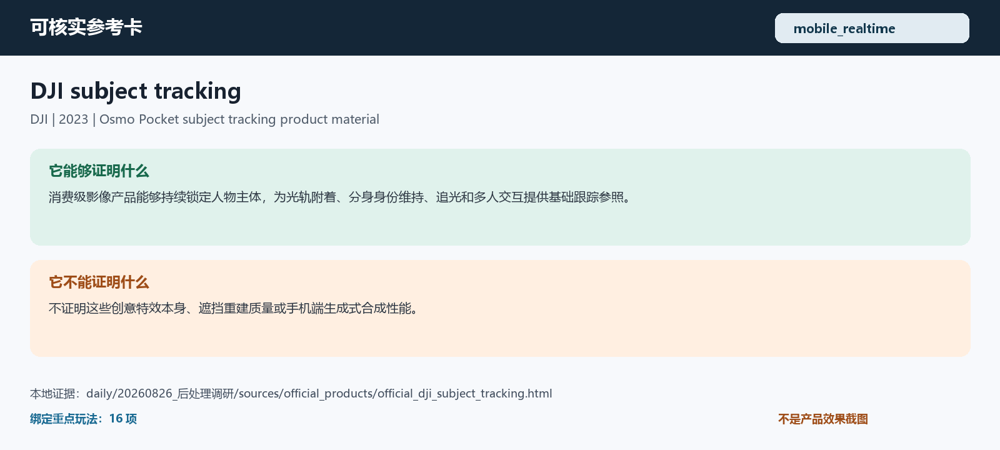 可核实参考卡
mobile_realtime
DJI subject tracking
DJI | 2023 | Osmo Pocket subject tracking product material
它能够证明什么
消费级影像产品能够持续锁定人物主体，为光轨附着、分身身份维持、追光和多人交互提供基础跟踪参照。
它不能证明什么
不证明这些创意特效本身、遮挡重建质量或手机端生成式合成性能。
本地证据：daily/20260826_后处理调研/sources/official_products/official_dji_subject_tracking.html
绑定重点玩法：16 项
不是产品效果截图